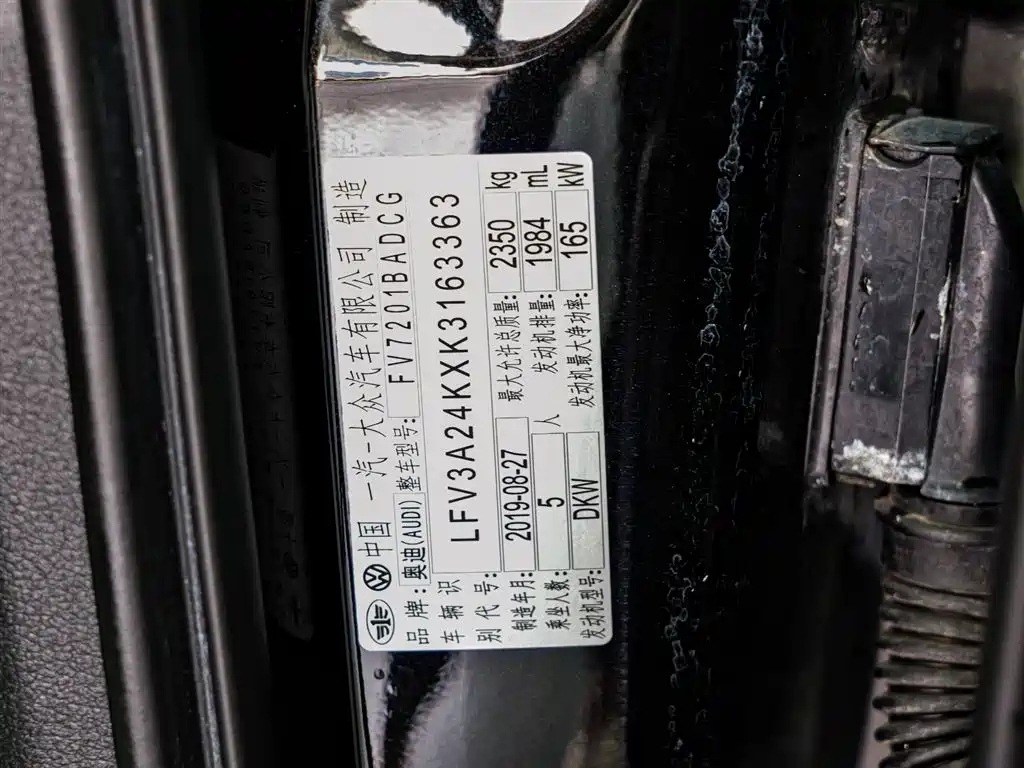 中国 一汽-大众汽车有限公司 制造
品牌: 奥迪(AUDI) 整车型号: FV7201BADCG
车辆识别代号: LFV3A24KXK3163363
制造年月: 2019-08-27 最大允许总质量: 2350 kg
乘坐人数: 5 人 发动机排量: 1984 mL
发动机型号: DKW 发动机最大净功率: 165 kW